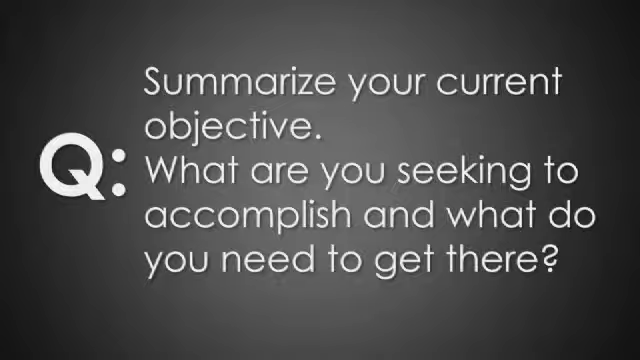 Q:
Summarize your current
objective.
What are you seeking to
accomplish and what do
you need to get there?